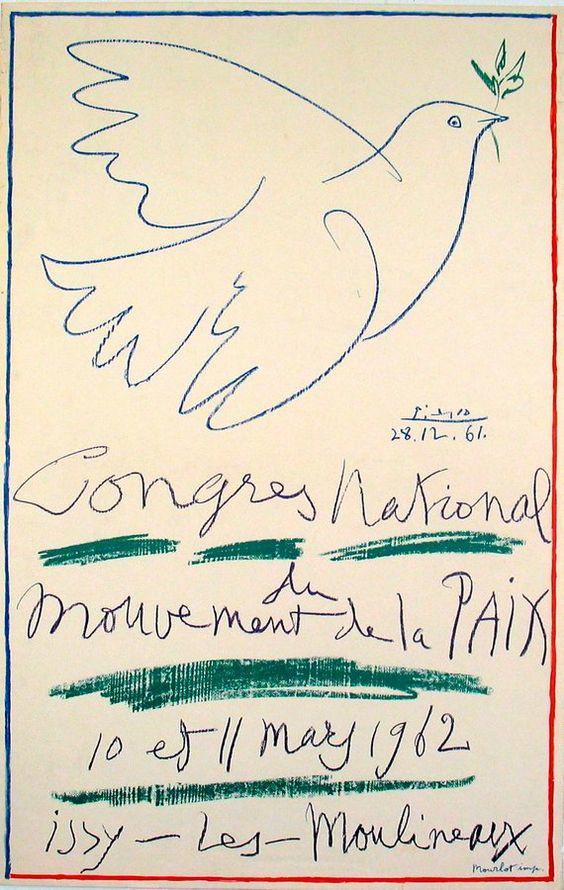 Picasso
28.12.61.
Congres National
du
mouvement de la PAIX
10 et 11 mars 1962
issy - Les - Moulineaux
Mourlot imp.